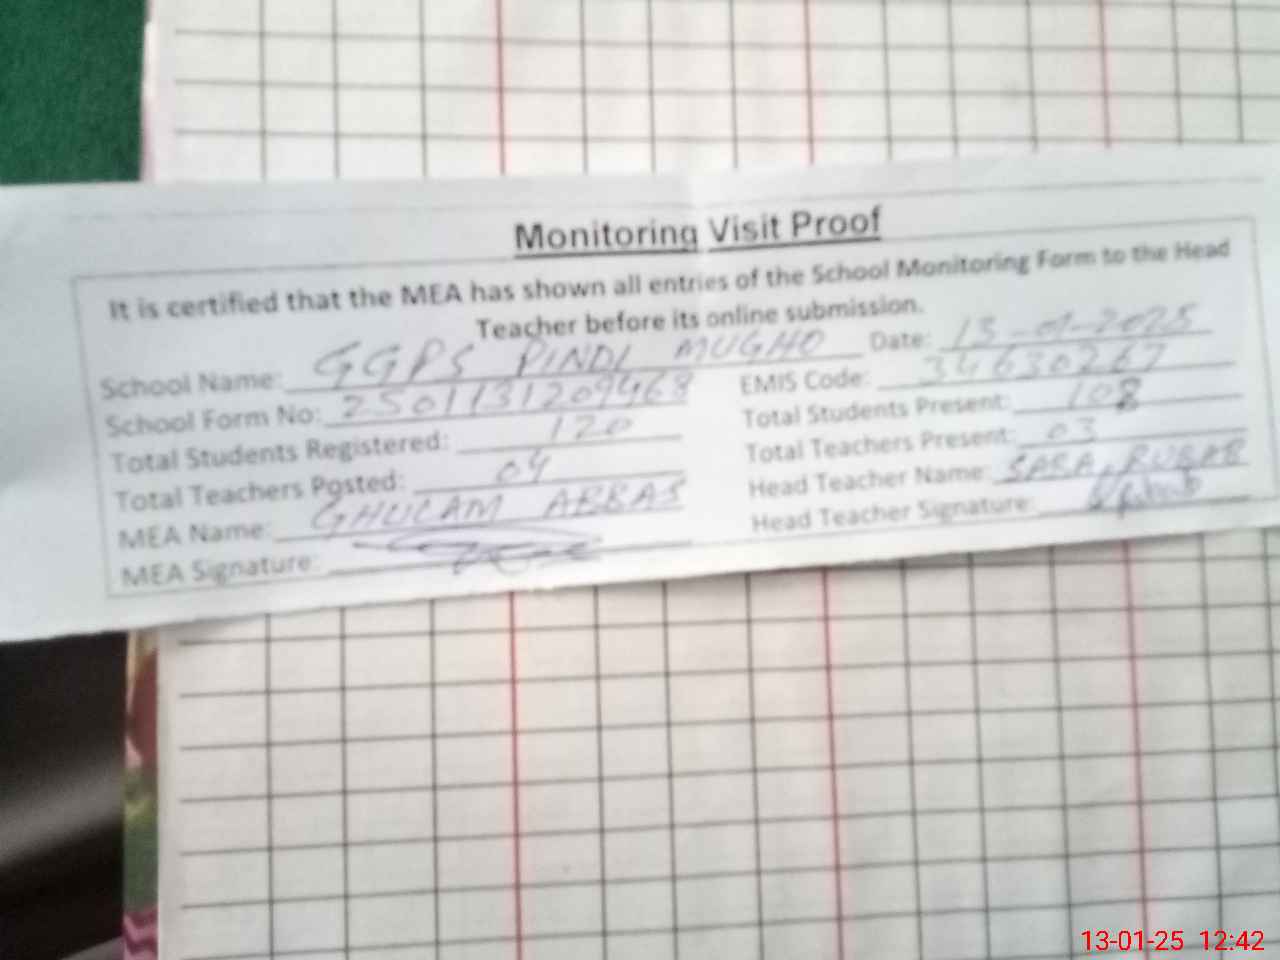 Monitoring Visit Proof
It is certified that the MEA has shown all entries of the School Monitoring Form to the Head
Teacher before its online submission.
School Name: GGPS PINDI MUGHO Date: 13-01-2025
School Form No: 2501131209468 EMIS Code: 34630267
Total Students Registered: 120 Total Students Present: 108
Total Teachers Posted: 04 Total Teachers Present: 03
MEA Name: GHULAM ABBAS Head Teacher Name: SARA
MEA Signature: Head Teacher Signature:
13-01-25 12:42